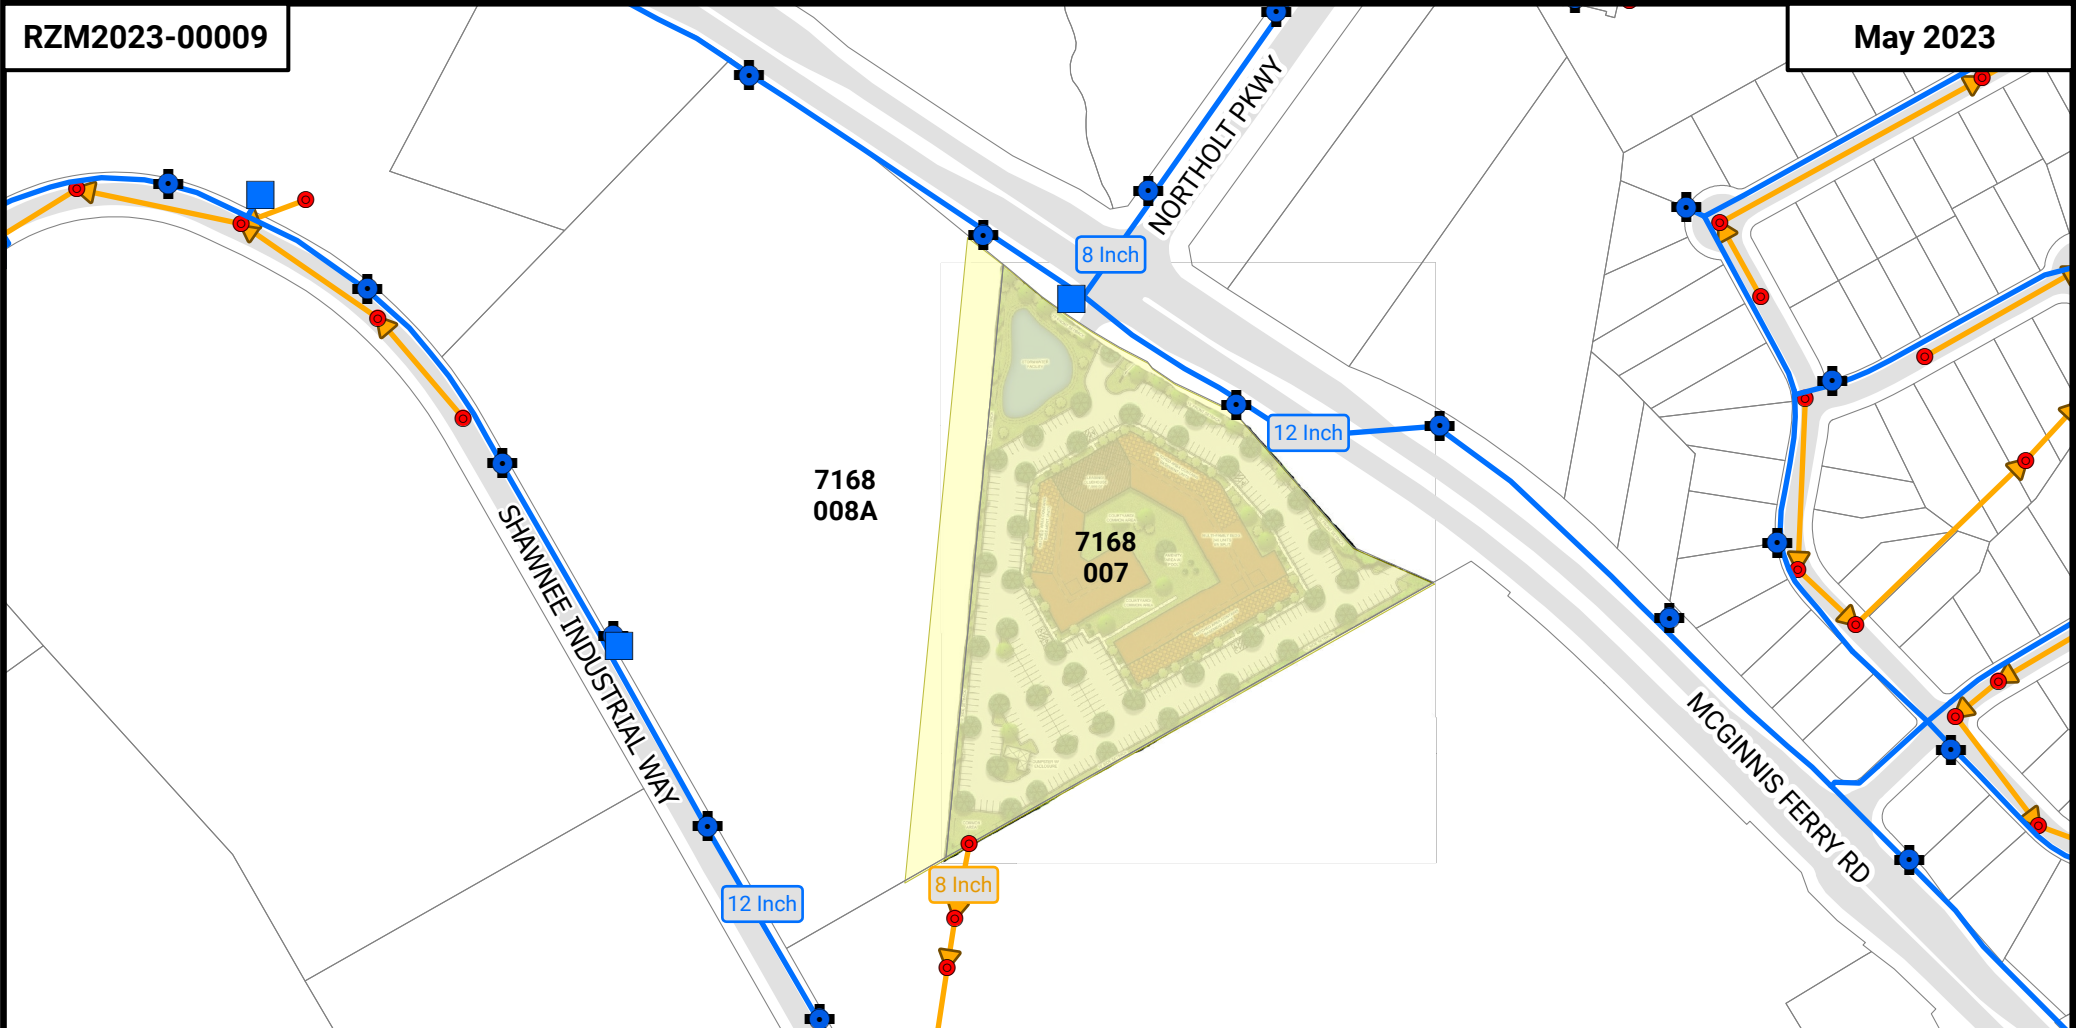 RZM2023-00009
May 2023
NORTHOLT PKWY
8 Inch
12 Inch
7168
008A
7168
007
SHAWNEE INDUSTRIAL WAY
MCGINNIS FERRY RD
8 Inch
12 Inch